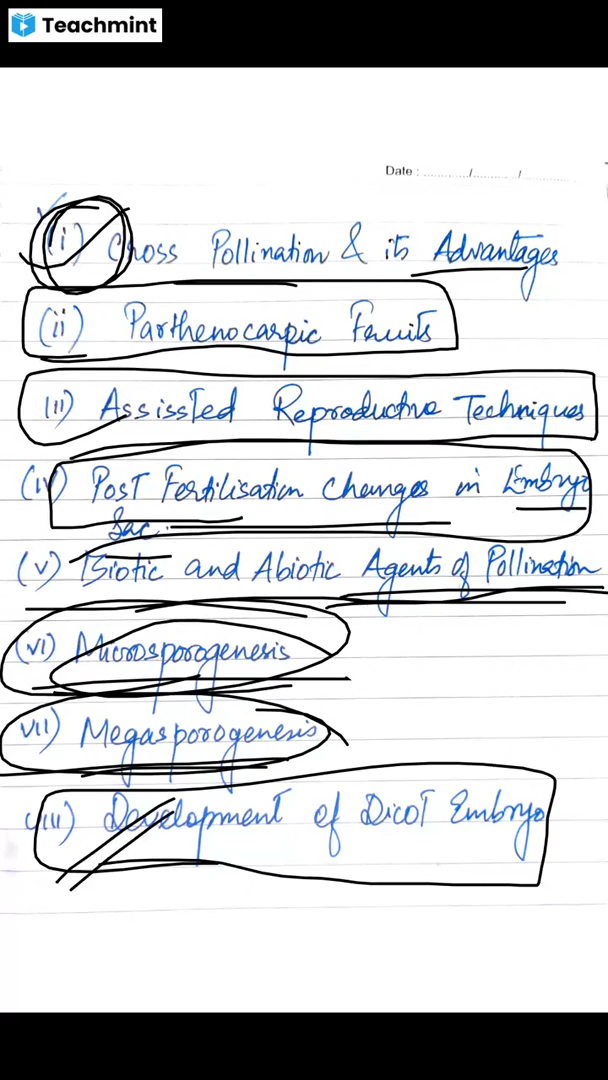 Teachmint
Date : ............/............/............
(i) Cross Pollination & its Advantages
(ii) Parthenocarpic Fruits
(iii) Assissted Reproductive Techniques
(iv) Post Fertilisation Changes in Embryo
Sac.
(v) Biotic and Abiotic Agents of Pollination
(vi) Microsporogenesis
vii) Megasporogenesis
(viii) Development of Dicot Embryo